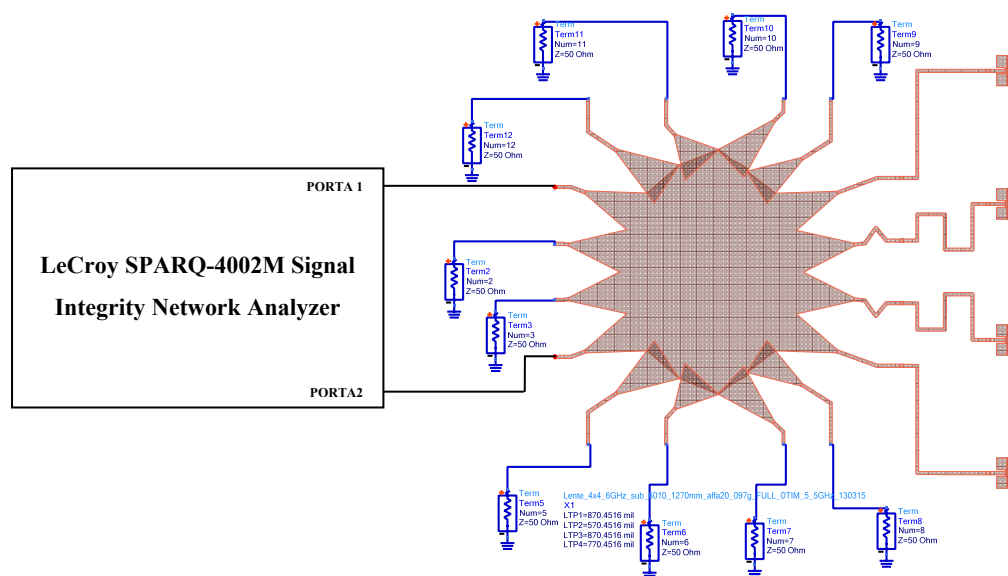 Term
Term11
Num=11
Z=50 Ohm
Term
Term10
Num=10
Z=50 Ohm
Term
Term9
Num=9
Z=50 Ohm
Term
Term12
Num=12
Z=50 Ohm
PORTA 1
LeCroy SPARQ-4002M Signal
Integrity Network Analyzer
PORTA2
Term
Term2
Num=2
Z=50 Ohm
Term
Term3
Num=3
Z=50 Ohm
Term
Term5
Num=5
Z=50 Ohm
X1
LTP1=870.4516 mil
LTP2=570.4516 mil
LTP3=870.4516 mil
LTP4=770.4516 mil
Term
Term6
Num=6
Z=50 Ohm
Term
Term7
Num=7
Z=50 Ohm
Term
Term8
Num=8
Z=50 Ohm